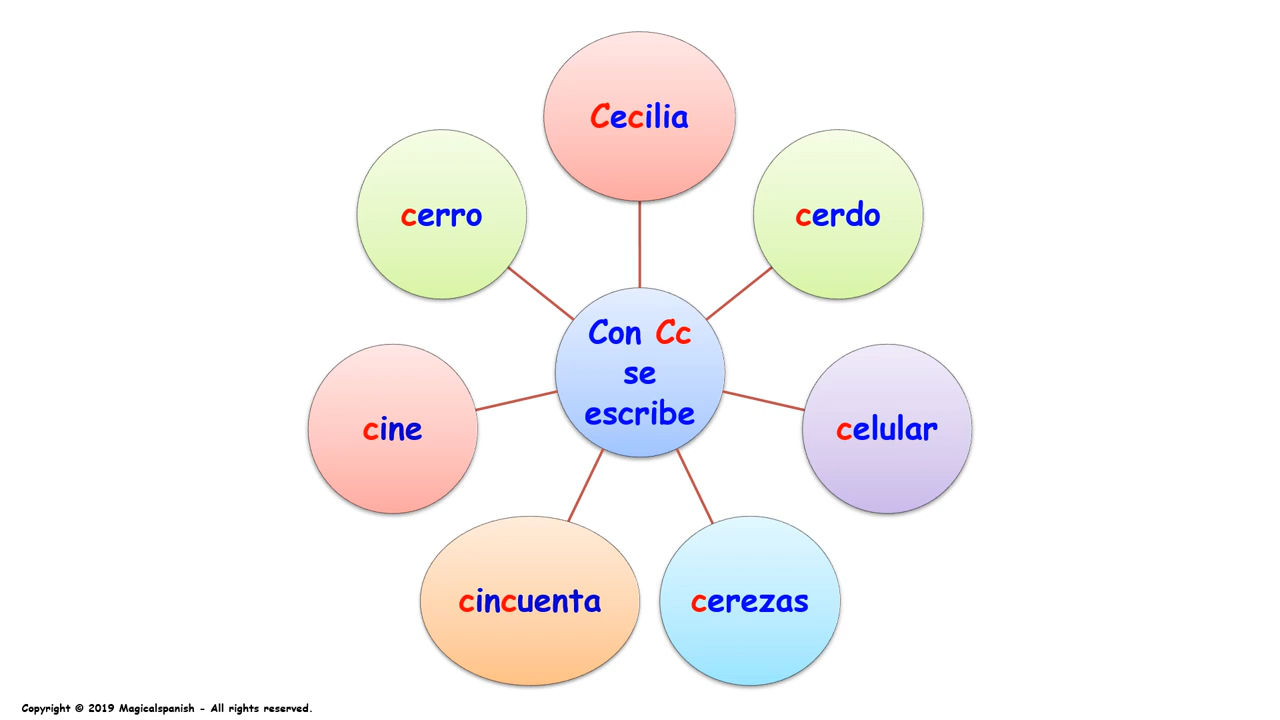 Cecilia
cerro
cerdo
Con Cc
se
escribe
cine
celular
cincuenta
cerezas
Copyright © 2019 Magicalspanish - All rights reserved.